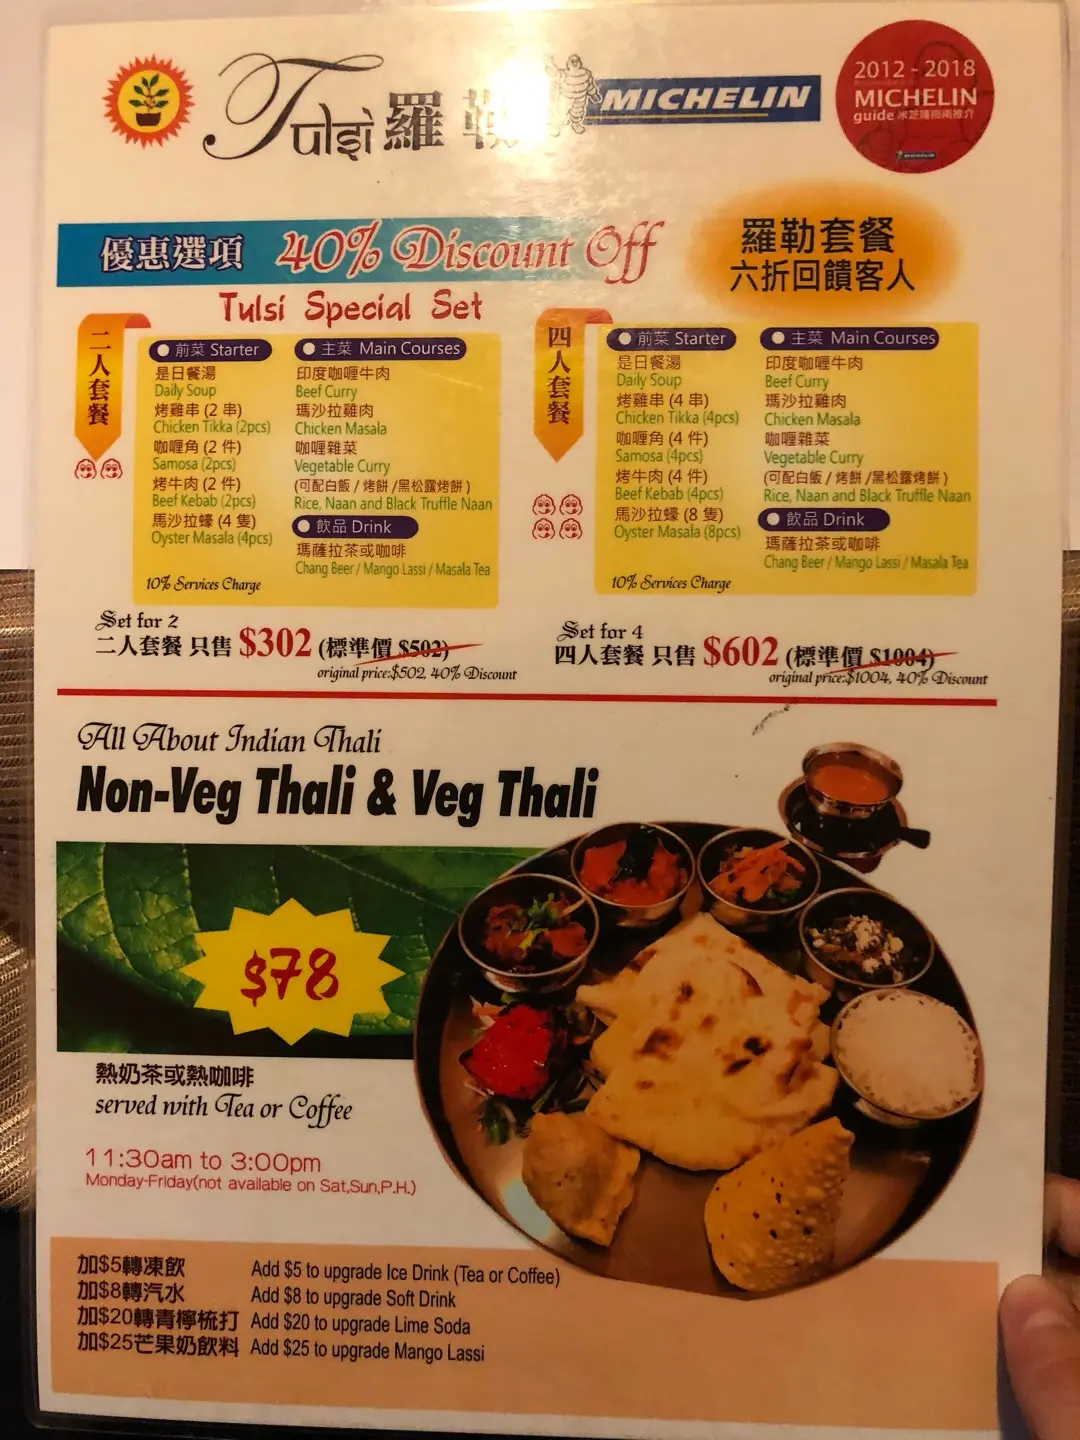 Tulsi 羅勒 MICHELIN
2012 - 2018
MICHELIN
guide 米芝蓮指南推介
優惠選項 40% Discount Off
羅勒套餐
六折回饋客人
Tulsi Special Set
二人套餐
前菜 Starter
是日餐湯
Daily Soup
烤雞串 (2 串)
Chicken Tikka (2pcs)
咖喱角 (2 件)
Samosa (2pcs)
烤牛肉 (2 件)
Beef Kebab (2pcs)
馬沙拉蠔 (4 隻)
Oyster Masala (4pcs)
10% Services Charge
主菜 Main Courses
印度咖喱牛肉
Beef Curry
瑪沙拉雞肉
Chicken Masala
咖喱雜菜
Vegetable Curry
(可配白飯 / 烤餅 /黑松露烤餅 )
Rice, Naan and Black Truffle Naan
飲品 Drink
瑪薩拉茶或咖啡
Chang Beer / Mango Lassi / Masala Tea
四人套餐
前菜 Starter
是日餐湯
Daily Soup
烤雞串 (4 串)
Chicken Tikka (4pcs)
咖喱角 (4 件)
Samosa (4pcs)
烤牛肉 (4 件)
Beef Kebab (4pcs)
馬沙拉蠔 (8 隻)
Oyster Masala (8pcs)
10% Services Charge
主菜 Main Courses
印度咖喱牛肉
Beef Curry
瑪沙拉雞肉
Chicken Masala
咖喱雜菜
Vegetable Curry
(可配白飯 / 烤餅 /黑松露烤餅 )
Rice, Naan and Black Truffle Naan
飲品 Drink
瑪薩拉茶或咖啡
Chang Beer / Mango Lassi / Masala Tea
Set for 2
二人套餐 只售 $302 (標準價 $502)
original price:$502, 40% Discount
Set for 4
四人套餐 只售 $602 (標準價 $1004)
original price:$1004, 40% Discount
All About Indian Thali
Non-Veg Thali & Veg Thali
$78
熱奶茶或熱咖啡
served with Tea or Coffee
11:30am to 3:00pm
Monday-Friday(not available on Sat,Sun,P.H.)
加$5轉凍飲 Add $5 to upgrade Ice Drink (Tea or Coffee)
加$8轉汽水 Add $8 to upgrade Soft Drink
加$20轉青檸梳打 Add $20 to upgrade Lime Soda
加$25芒果奶飲料 Add $25 to upgrade Mango Lassi